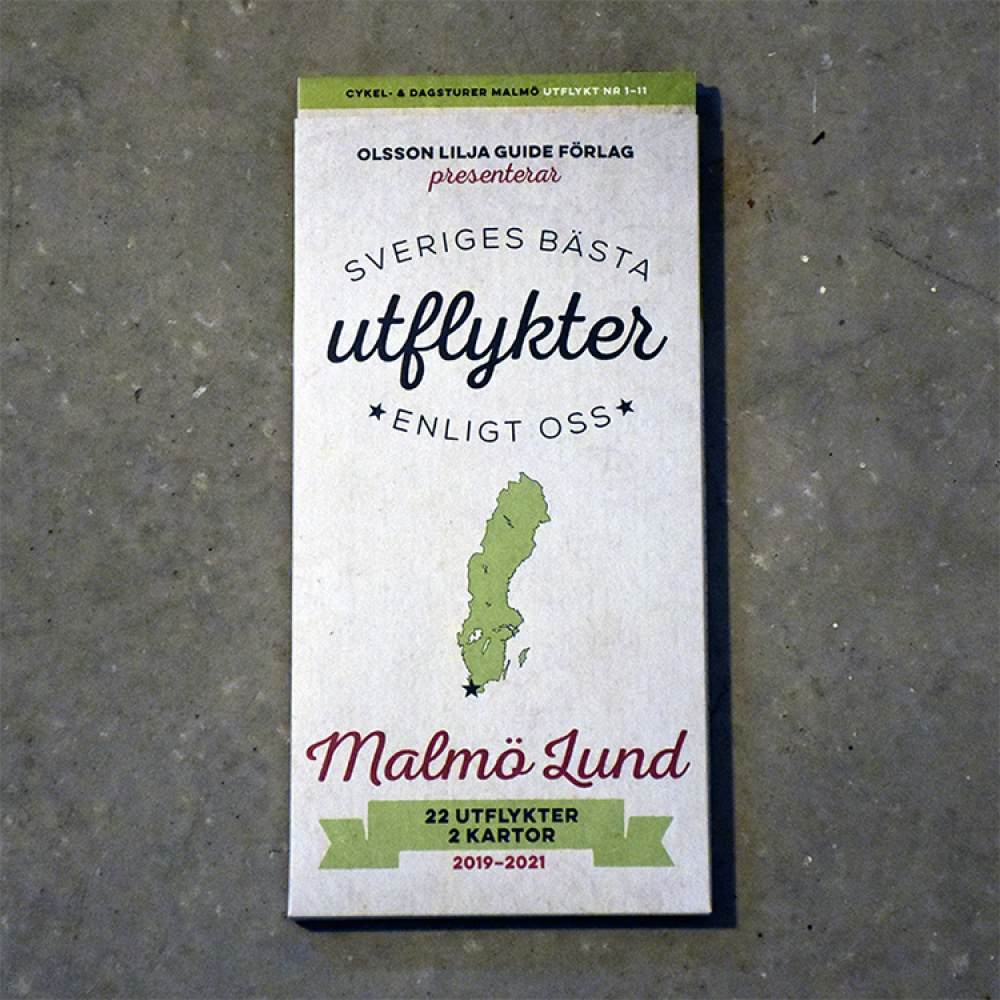 CYKEL- & DAGSTURER MALMÖ UTFLYKT NR 1-11
OLSSON LILJA GUIDE FÖRLAG
presenterar
SVERIGES BÄSTA
utflykter
★ENLIGT OSS★
Malmö Lund
22 UTFLYKTER
2 KARTOR
2019-2021